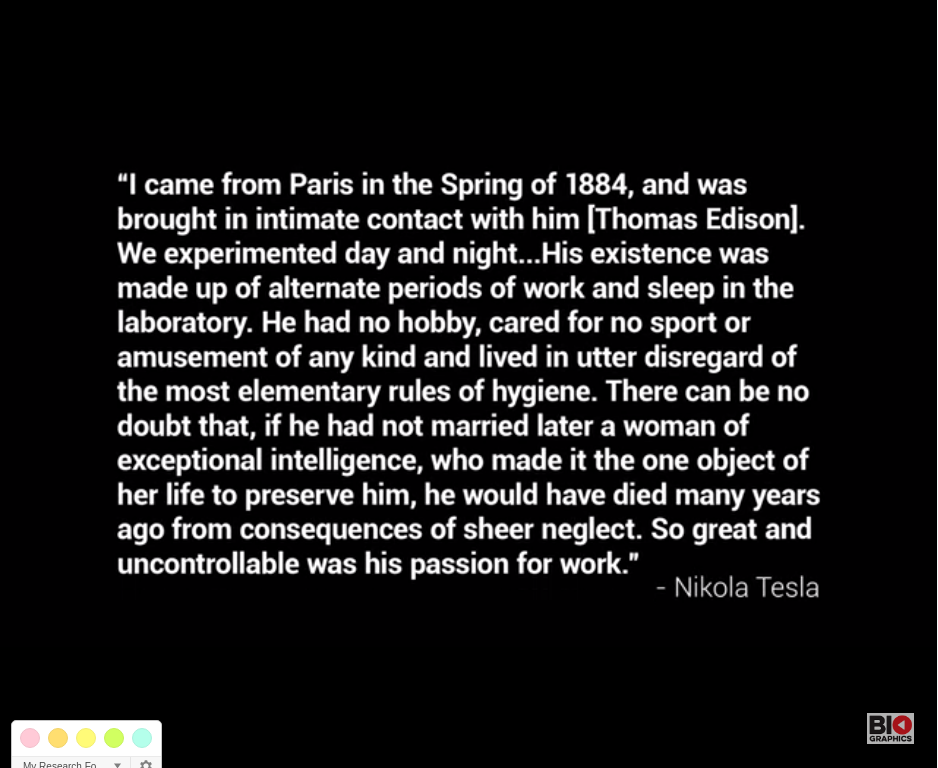 “I came from Paris in the Spring of 1884, and was
brought in intimate contact with him [Thomas Edison].
We experimented day and night...His existence was
made up of alternate periods of work and sleep in the
laboratory. He had no hobby, cared for no sport or
amusement of any kind and lived in utter disregard of
the most elementary rules of hygiene. There can be no
doubt that, if he had not married later a woman of
exceptional intelligence, who made it the one object of
her life to preserve him, he would have died many years
ago from consequences of sheer neglect. So great and
uncontrollable was his passion for work.”
- Nikola Tesla
BIO
GRAPHICS
My Research Fo